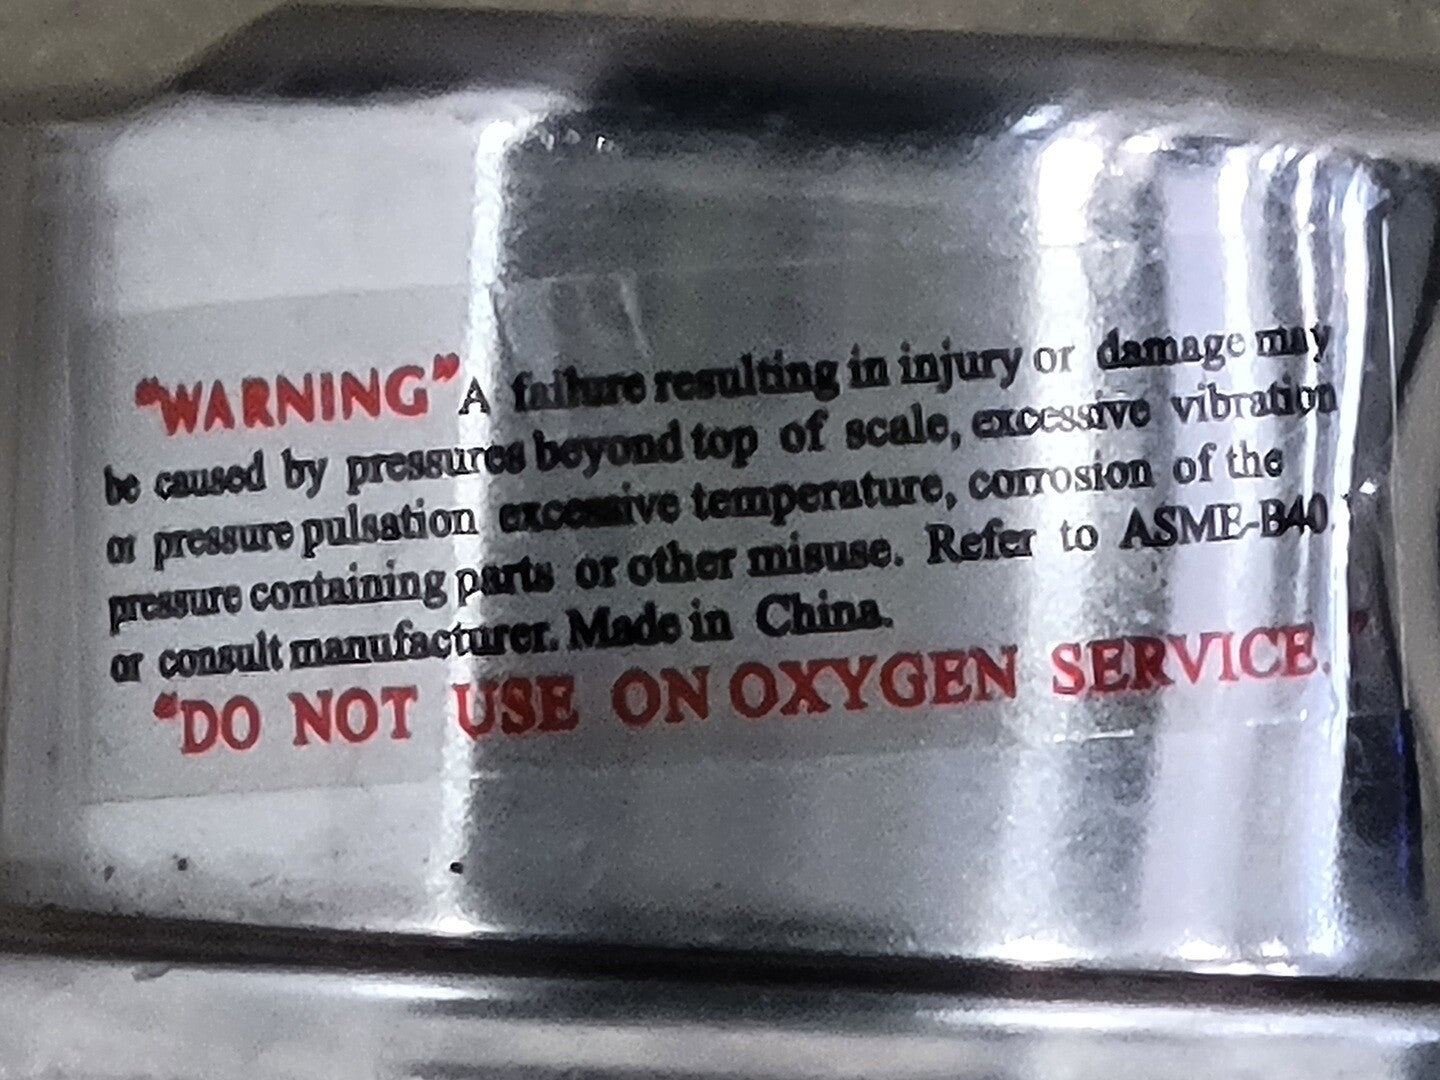 “WARNING” A failure resulting in injury or damage may
be caused by pressures beyond top of scale, excessive vibration
or pressure pulsation excessive temperature, corrosion of the
pressure containing parts or other misuse. Refer to ASME-B40.1
or consult manufacturer. Made in China.
“DO NOT USE ON OXYGEN SERVICE.”